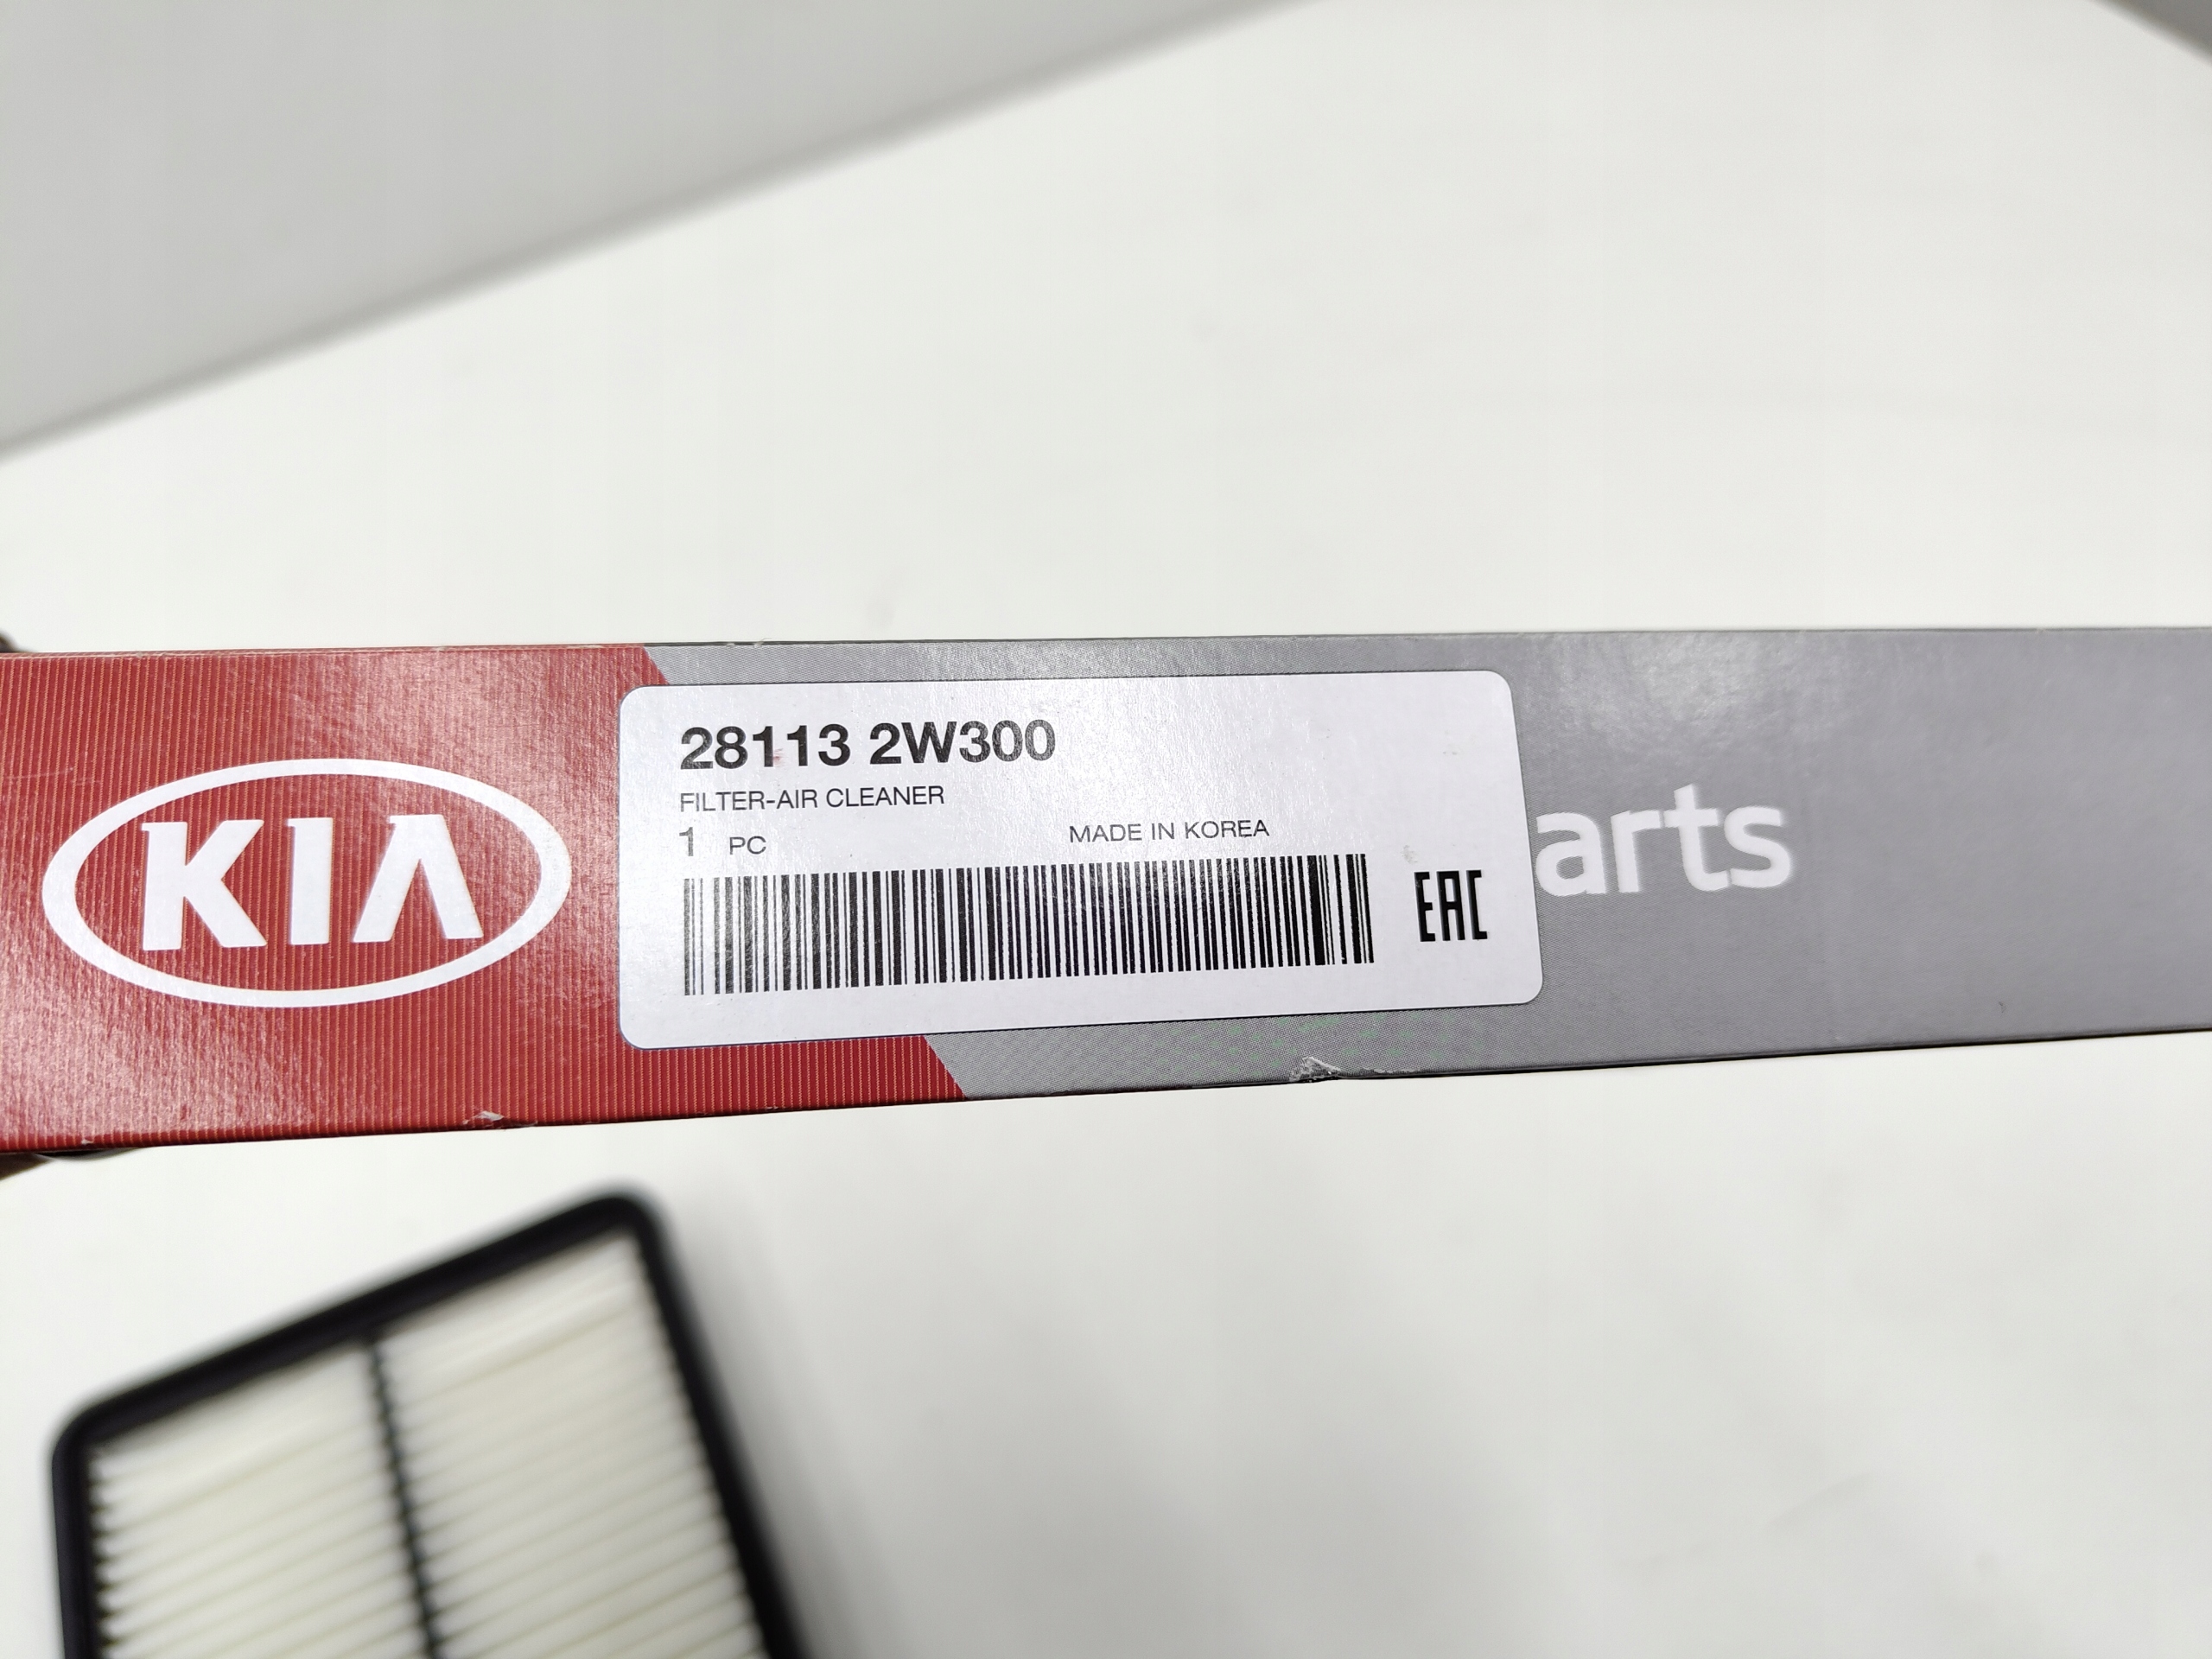 KIA
28113 2W300
FILTER-AIR CLEANER
1 PC
MADE IN KOREA
EAC
arts